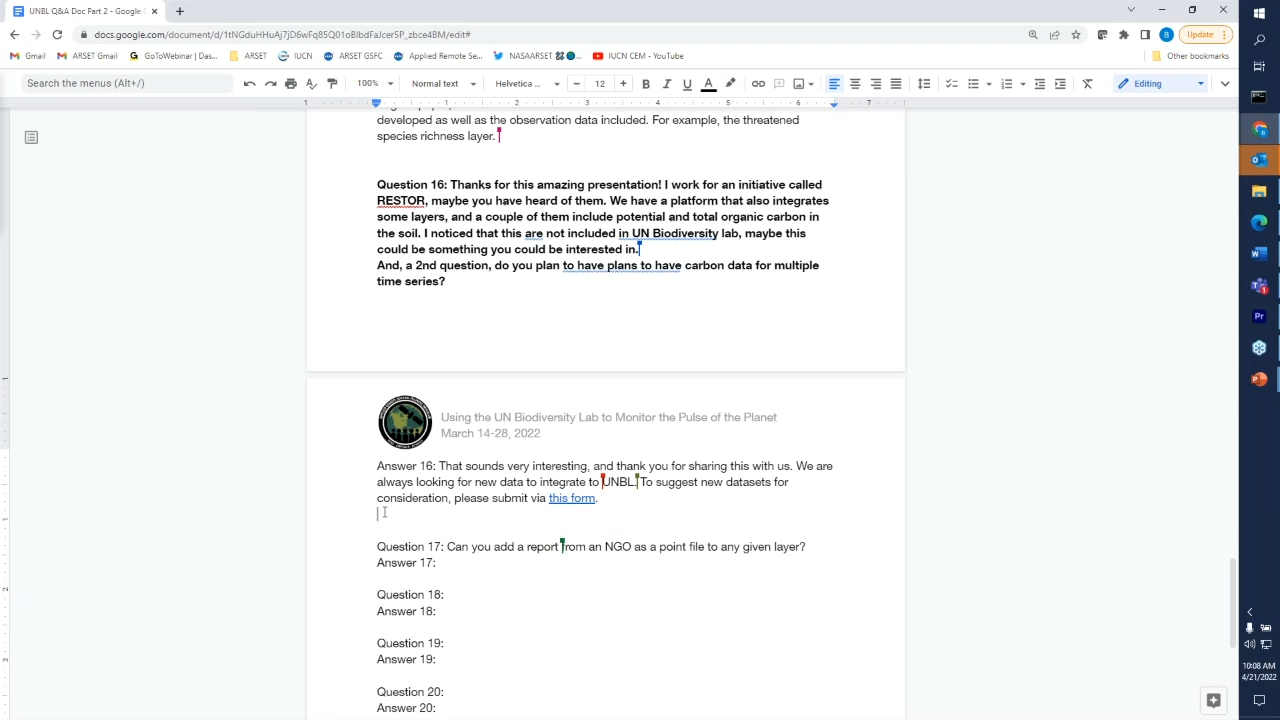 UNBL Q&A Doc Part 2 - Google
docs.google.com/document/d/1tNGduHHuAj7jD6wFq85Q01oBlbdFaJcer5P_zbce4BM/edit#
Update
Gmail
ARSET Gmail
GoToWebinar | Das...
ARSET
IUCN
ARSET GSFC
Applied Remote Se...
NASAARSET
IUCN CEM - YouTube
Other bookmarks
Search the menus (Alt+/)
100%
Normal text
Helvetica ...
12
Editing
1 1 2 3 4 5 6 7
developed as well as the observation data included. For example, the threatened
species richness layer.
Question 16: Thanks for this amazing presentation! I work for an initiative called
RESTOR, maybe you have heard of them. We have a platform that also integrates
some layers, and a couple of them include potential and total organic carbon in
the soil. I noticed that this are not included in UN Biodiversity lab, maybe this
could be something you could be interested in.
And, a 2nd question, do you plan to have plans to have carbon data for multiple
time series?
Using the UN Biodiversity Lab to Monitor the Pulse of the Planet
March 14-28, 2022
Answer 16: That sounds very interesting, and thank you for sharing this with us. We are
always looking for new data to integrate to UNBL. To suggest new datasets for
consideration, please submit via this form.
Question 17: Can you add a report from an NGO as a point file to any given layer?
Answer 17:
Question 18:
Answer 18:
Question 19:
Answer 19:
Question 20:
Answer 20:
10:08 AM
4/21/2022